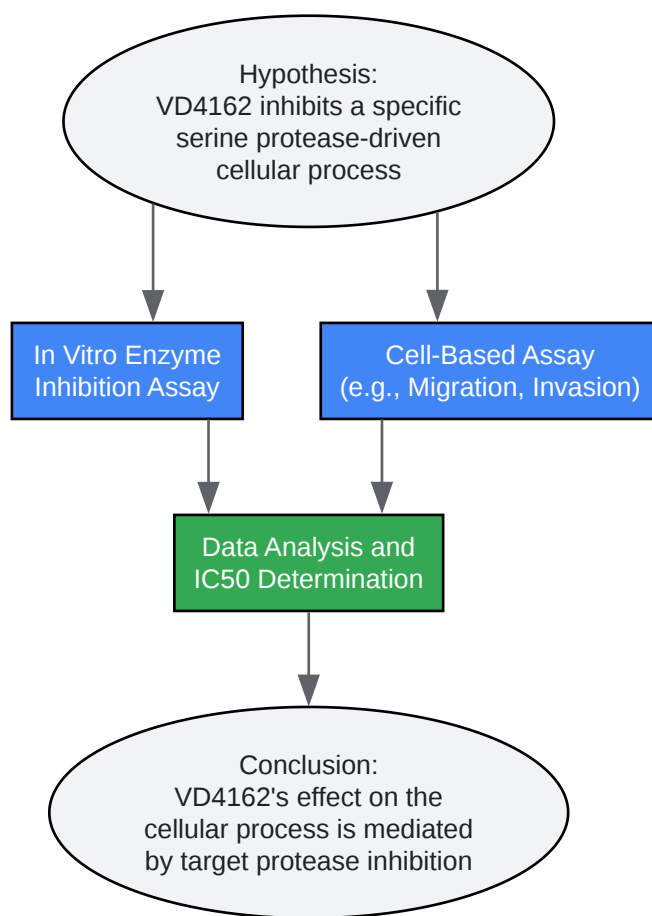 Hypothesis:
VD4162 inhibits a specific
serine protease-driven
cellular process
In Vitro Enzyme
Inhibition Assay
Cell-Based Assay
(e.g., Migration, Invasion)
Data Analysis and
IC50 Determination
Conclusion:
VD4162's effect on the
cellular process is mediated
by target protease inhibition